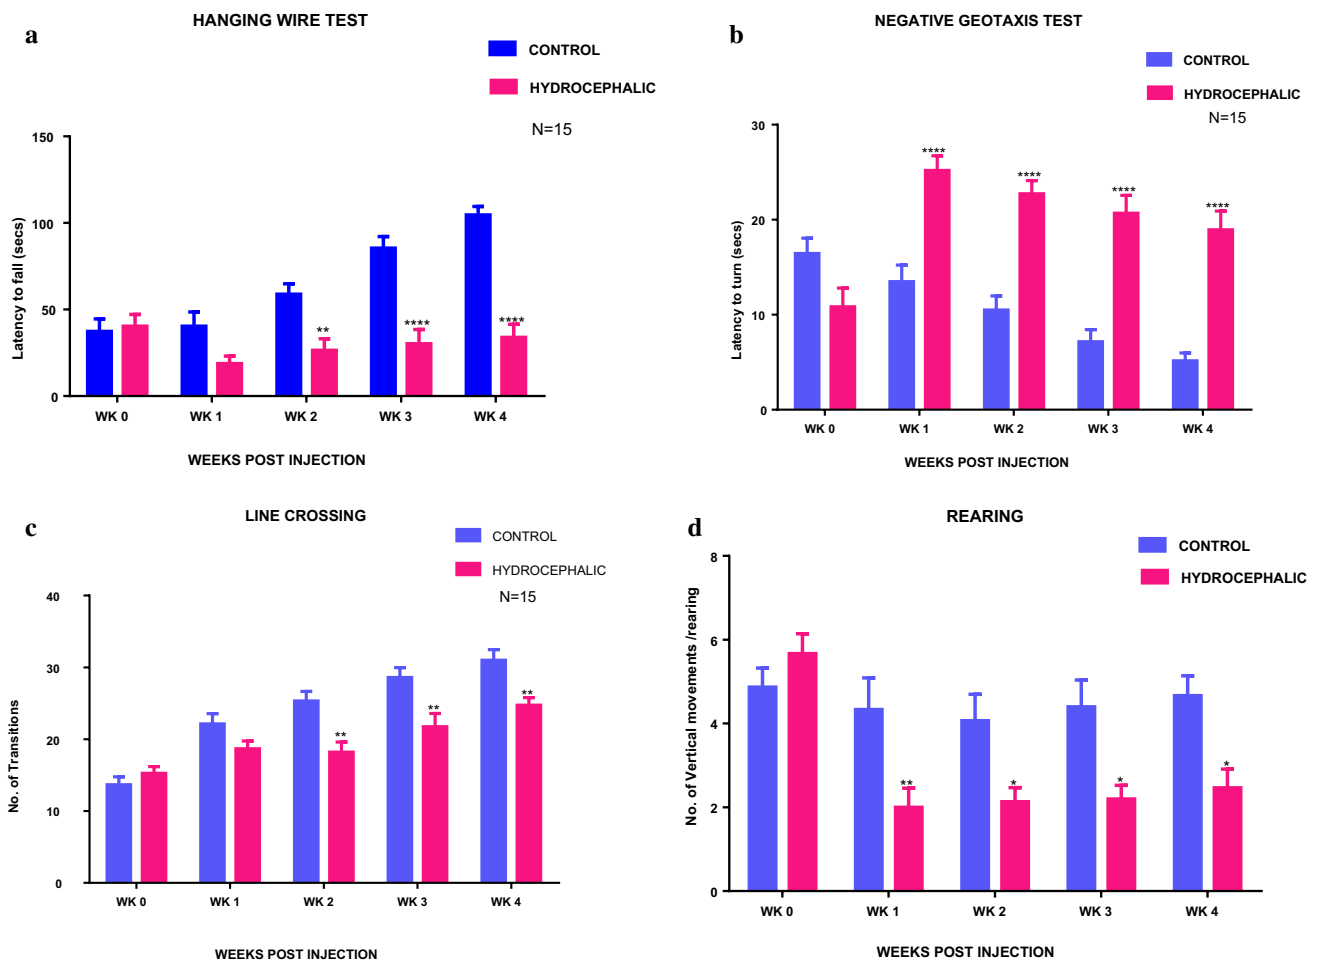 a
HANGING WIRE TEST
CONTROL
HYDROCEPHALIC
N=15
150
100
50
0
Latency to fall (secs)
**
****
****
WK 0 WK 1 WK 2 WK 3 WK 4
WEEKS POST INJECTION
b
NEGATIVE GEOTAXIS TEST
CONTROL
HYDROCEPHALIC
N=15
30
20
10
0
Latency to turn (secs)
****
****
****
****
WK 0 WK 1 WK 2 WK 3 WK 4
WEEKS POST INJECTION
c
LINE CROSSING
CONTROL
HYDROCEPHALIC
N=15
40
30
20
10
0
No. of Transitions
**
**
**
WK 0 WK 1 WK 2 WK 3 WK 4
WEEKS POST INJECTION
d
REARING
CONTROL
HYDROCEPHALIC
8
6
4
2
0
No. of Vertical movements /rearing
**
*
*
*
WK 0 WK 1 WK 2 WK 3 WK 4
WEEKS POST INJECTION